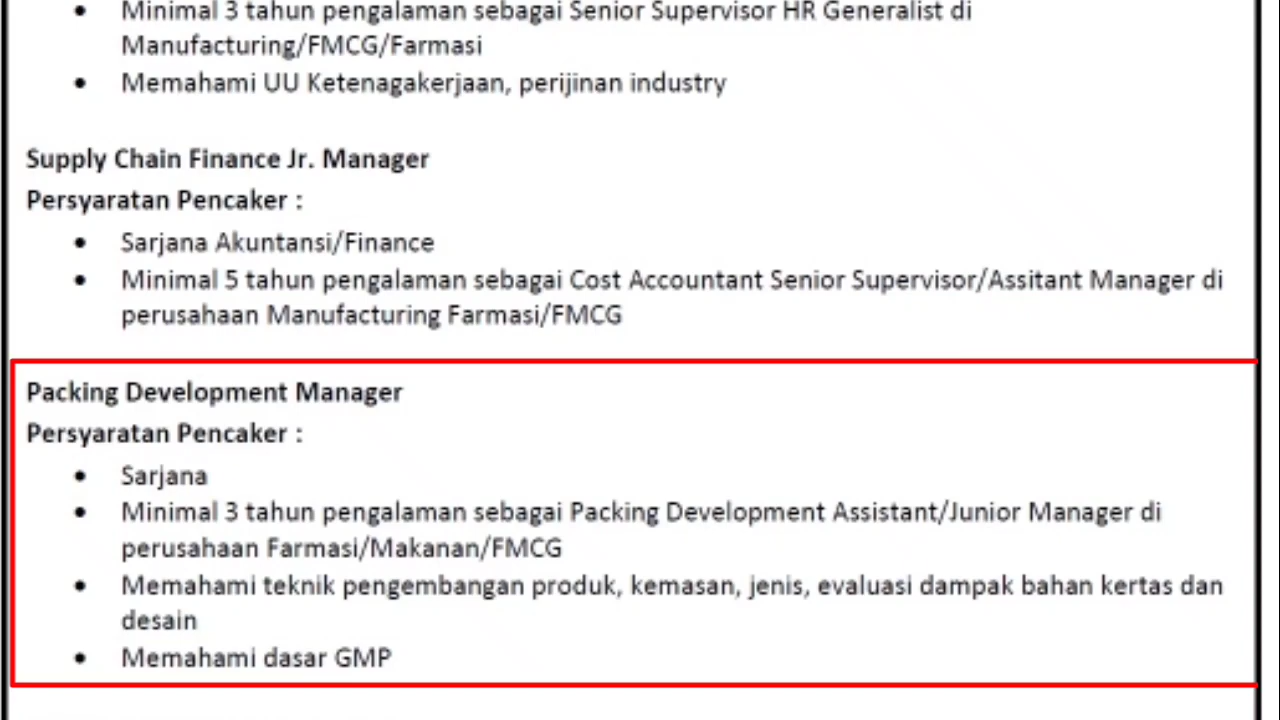 • Minimal 3 tahun pengalaman sebagai Senior Supervisor HR Generalist di
Manufacturing/FMCG/Farmasi
• Memahami UU Ketenagakerjaan, perijinan industry
Supply Chain Finance Jr. Manager
Persyaratan Pencaker :
• Sarjana Akuntansi/Finance
• Minimal 5 tahun pengalaman sebagai Cost Accountant Senior Supervisor/Assitant Manager di
perusahaan Manufacturing Farmasi/FMCG
Packing Development Manager
Persyaratan Pencaker :
• Sarjana
• Minimal 3 tahun pengalaman sebagai Packing Development Assistant/Junior Manager di
perusahaan Farmasi/Makanan/FMCG
• Memahami teknik pengembangan produk, kemasan, jenis, evaluasi dampak bahan kertas dan
desain
• Memahami dasar GMP